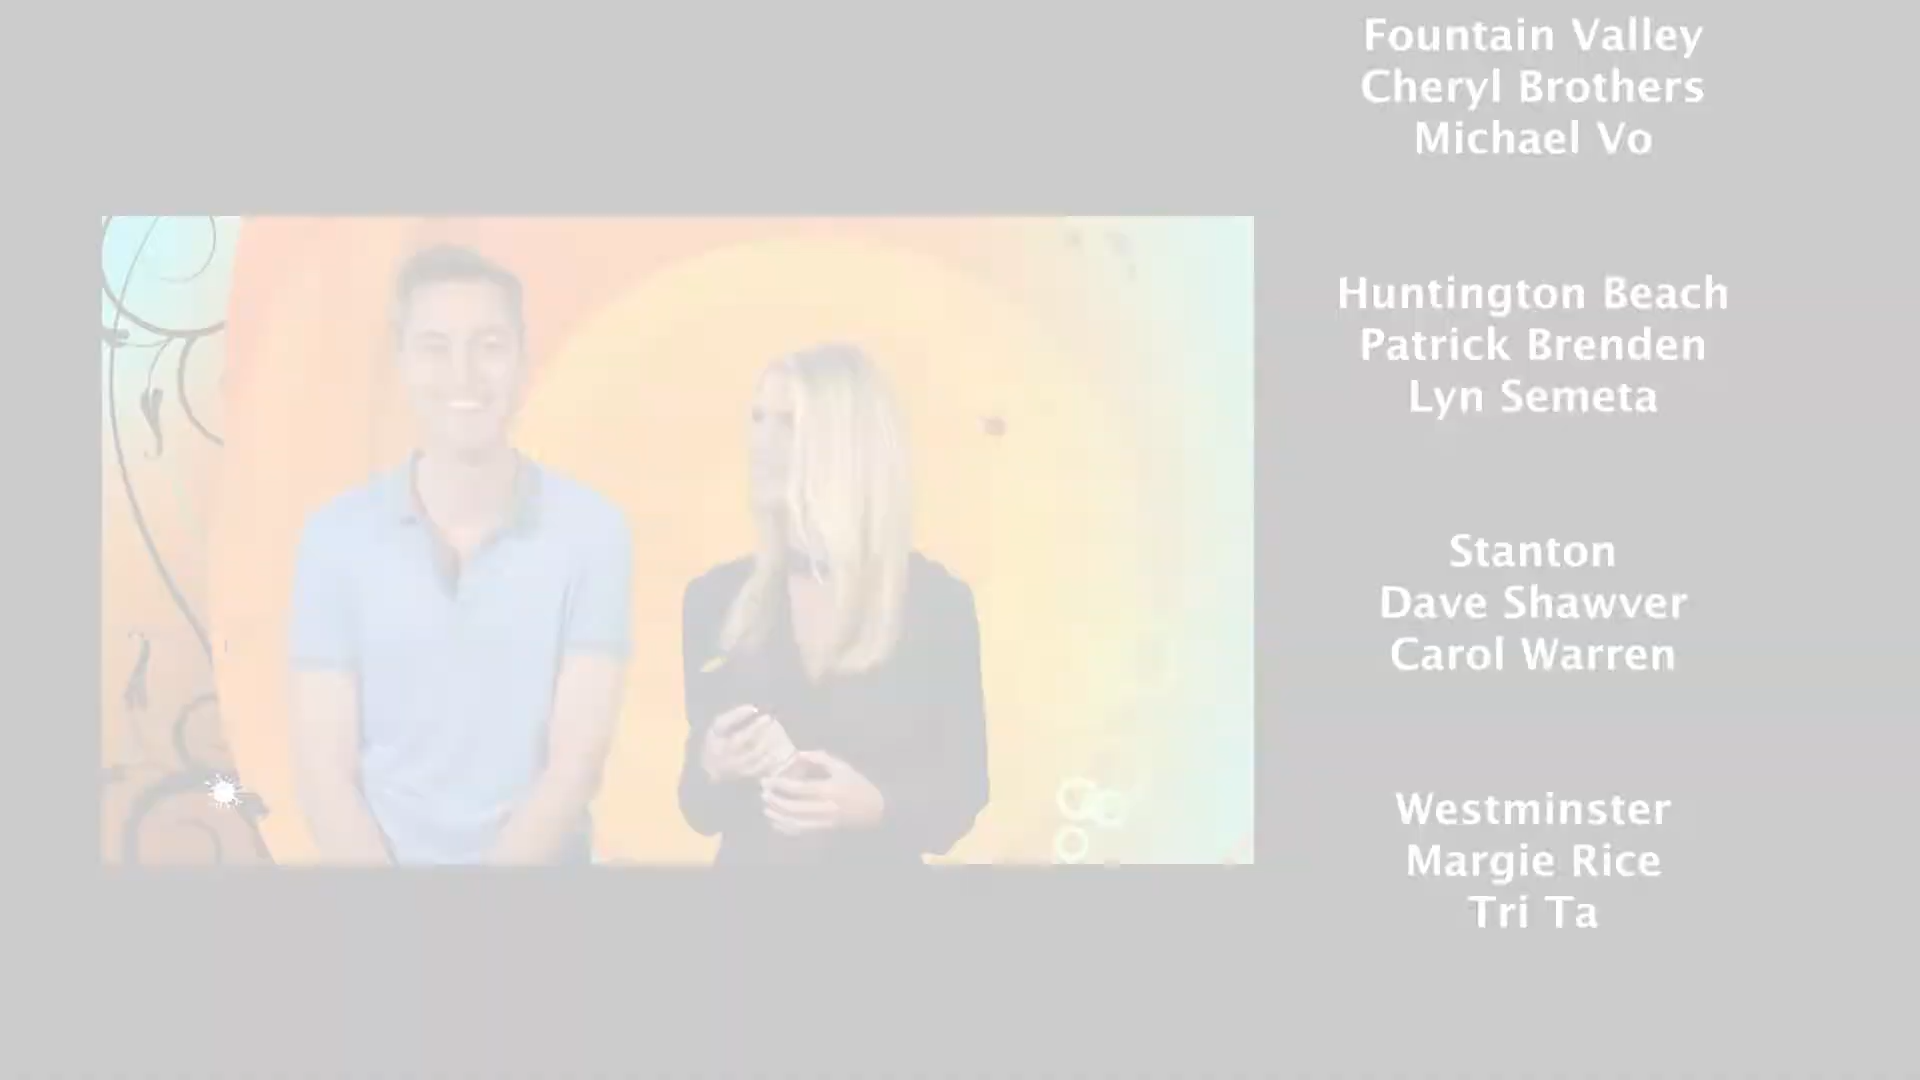 Fountain Valley
Cheryl Brothers
Michael Vo
Huntington Beach
Patrick Brenden
Lyn Semeta
Stanton
Dave Shawver
Carol Warren
Westminster
Margie Rice
Tri Ta